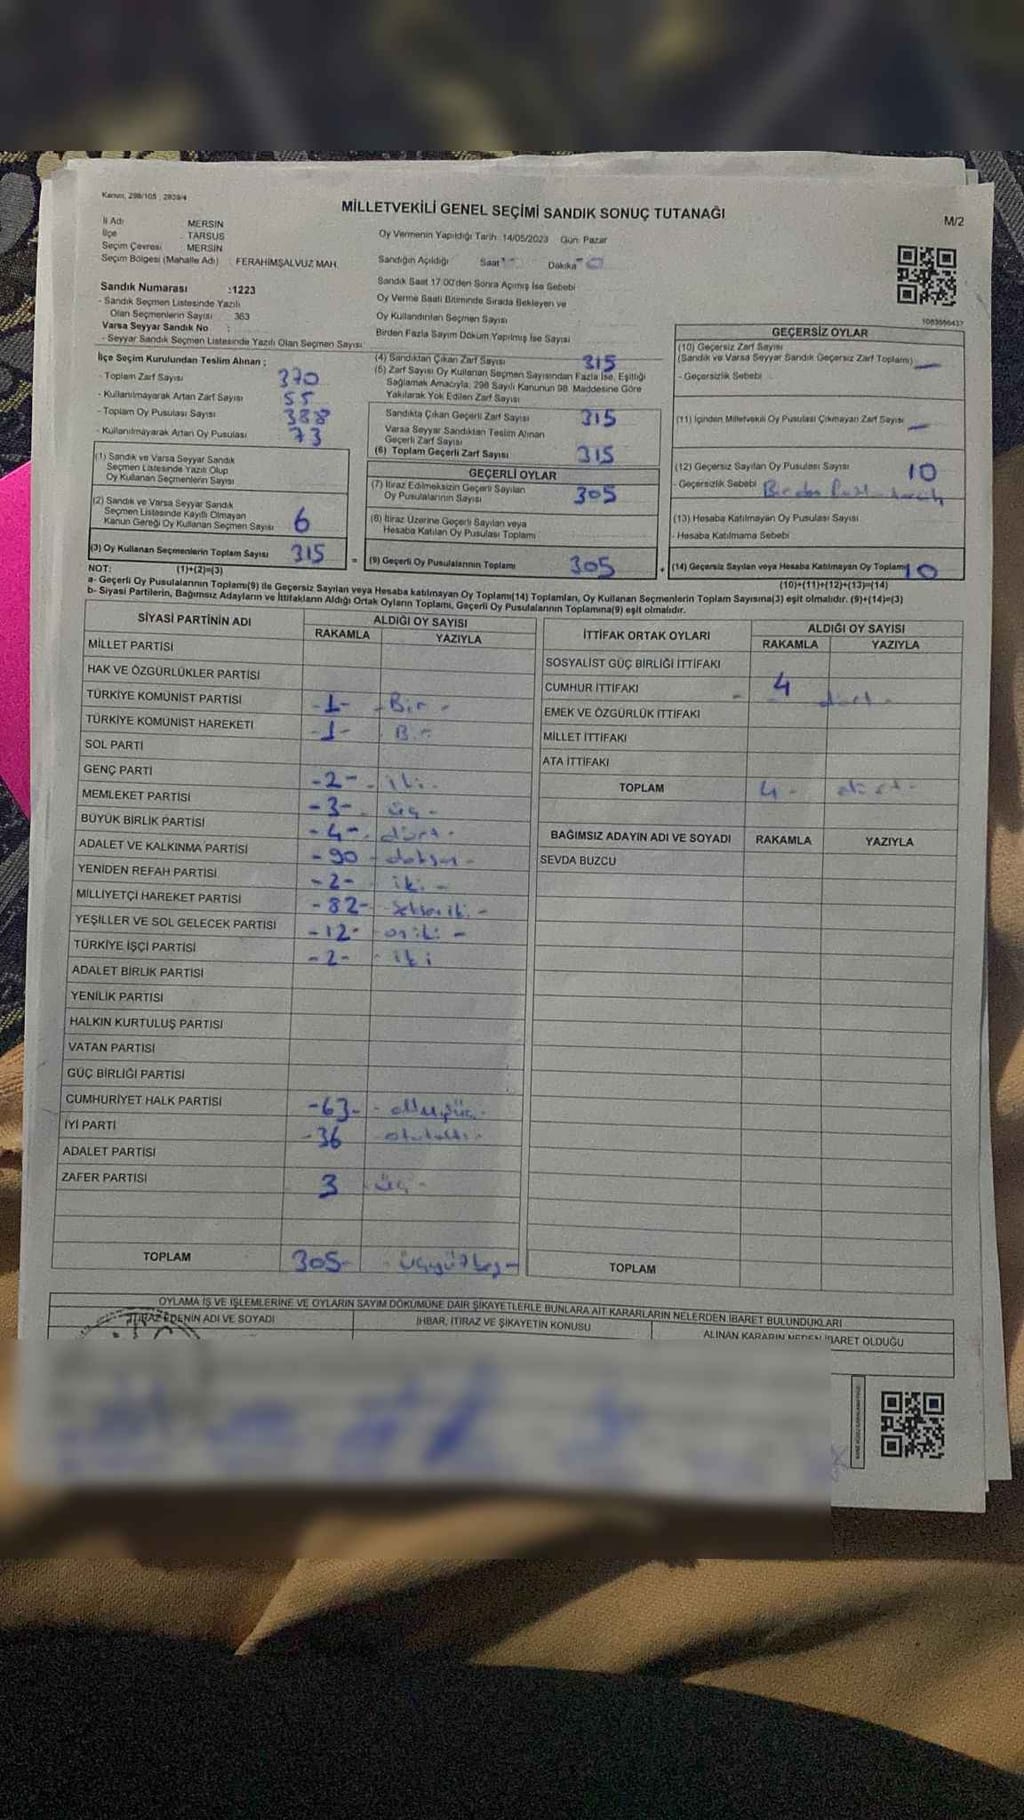 Kanun, 298/105 : 2839/4
MİLLETVEKİLİ GENEL SEÇİMİ SANDIK SONUÇ TUTANAĞI
M/2
İl Adı MERSİN
İlçe : TARSUS
Seçim Çevresi MERSİN
Seçim Bölgesi (Mahalle Adı) : FERAHİMŞALVUZ MAH.
Oy Vermenin Yapıldığı Tarih :14/05/2023 Gün: Pazar
Sandığın Açıldığı Saat Dakika
Sandık Numarası :1223
- Sandık Seçmen Listesinde Yazılı
Olan Seçmenlerin Sayısı 363
Varsa Seyyar Sandık No :
- Seyyar Sandık Seçmen Listesinde Yazılı Olan Seçmen Sayısı:
Sandık Saat 17.00'den Sonra Açılmış İse Sebebi
Oy Verme Saati Bitiminde Sırada Bekleyen ve
Oy Kullandırılan Seçmen Sayısı
Birden Fazla Sayım Döküm Yapılmış İse Sayısı
İlçe Seçim Kurulundan Teslim Alınan ;
- Toplam Zarf Sayısı 370
- Kullanılmayarak Artan Zarf Sayısı 55
- Toplam Oy Pusulası Sayısı 388
- Kullanılmayarak Artan Oy Pusulası 73
(1) Sandık ve Varsa Seyyar Sandık
Seçmen Listesinde Yazılı Olup
Oy Kullanan Seçmenlerin Sayısı
(2) Sandık ve Varsa Seyyar Sandık
Seçmen Listesinde Kayıtlı Olmayan
Kanun Gereği Oy Kullanan Seçmen Sayısı 6
(3) Oy Kullanan Seçmenlerin Toplam Sayısı 315
(4) Sandıktan Çıkan Zarf Sayısı 315
(5) Zarf Sayısı Oy Kullanan Seçmen Sayısından Fazla İse, Eşitliği
Sağlamak Amacıyla, 298 Sayılı Kanunun 98. Maddesine Göre
Yakılarak Yok Edilen Zarf Sayısı
Sandıkta Çıkan Geçerli Zarf Sayısı 315
Varsa Seyyar Sandıktan Teslim Alınan
Geçerli Zarf Sayısı
(6) Toplam Geçerli Zarf Sayısı 315
GEÇERLİ OYLAR
(7) İtiraz Edilmeksizin Geçerli Sayılan
Oy Pusulalarının Sayısı 305
(8) İtiraz Üzerine Geçerli Sayılan veya
Hesaba Katılan Oy Pusulası Toplamı
= (9) Geçerli Oy Pusulalarının Toplamı 305
1083556437
GEÇERSİZ OYLAR
(10) Geçersiz Zarf Sayısı
(Sandık ve Varsa Seyyar Sandık Geçersiz Zarf Toplamı) —
- Geçersizlik Sebebi
(11) İçinden Milletvekili Oy Pusulası Çıkmayan Zarf Sayısı —
(12) Geçersiz Sayılan Oy Pusulası Sayısı 10
- Geçersizlik Sebebi Birden Fazla
(13) Hesaba Katılmayan Oy Pusulası Sayısı
- Hesaba Katılmama Sebebi
+ (14) Geçersiz Sayılan veya Hesaba Katılmayan Oy Toplamı 10
NOT: (1)+(2)=(3) (10)+(11)+(12)+(13)=(14)
a- Geçerli Oy Pusulaları Toplamı(9) ile Geçersiz Sayılan veya Hesaba katılmayan Oy Toplamı(14) Toplamları, Oy Kullanan Seçmenlerin Toplam Sayısına(3) eşit olmalıdır. (9)+(14)=(3)
b- Siyasi Partilerin, Bağımsız Adayların ve İttifakların Aldığı Ortak Oyların Toplamı, Geçerli Oy Pusulalarının Toplamına(9) eşit olmalıdır.
SİYASİ PARTİNİN ADI ALDIĞI OY SAYISI
RAKAMLA YAZIYLA
MİLLET PARTİSİ
HAK VE ÖZGÜRLÜKLER PARTİSİ
TÜRKİYE KOMÜNİST PARTİSİ -1- Bir -
TÜRKİYE KOMÜNİST HAREKETİ -1- Bir
SOL PARTİ
GENÇ PARTİ -2- iki -
MEMLEKET PARTİSİ -3- üç -
BÜYÜK BİRLİK PARTİSİ -4- dört -
ADALET VE KALKINMA PARTİSİ -90 - doksan -
YENİDEN REFAH PARTİSİ -2- iki -
MİLLİYETÇİ HAREKET PARTİSİ -82- - Seksen iki -
YEŞİLLER VE SOL GELECEK PARTİSİ -12- - oniki -
TÜRKİYE İŞÇİ PARTİSİ -2- - iki
ADALET BİRLİK PARTİSİ
YENİLİK PARTİSİ
HALKIN KURTULUŞ PARTİSİ
VATAN PARTİSİ
GÜÇ BİRLİĞİ PARTİSİ
CUMHURİYET HALK PARTİSİ -63- - altmışüç -
İYİ PARTİ -36 - otuzaltı -
ADALET PARTİSİ
ZAFER PARTİSİ 3 üç -
TOPLAM 305- - üçyüzbeş -
İTTİFAK ORTAK OYLARI ALDIĞI OY SAYISI
RAKAMLA YAZIYLA
SOSYALİST GÜÇ BİRLİĞİ İTTİFAKI
CUMHUR İTTİFAKI - 4 dört -
EMEK VE ÖZGÜRLÜK İTTİFAKI
MİLLET İTTİFAKI
ATA İTTİFAKI
TOPLAM 4 - dört -
BAĞIMSIZ ADAYIN ADI VE SOYADI RAKAMLA YAZIYLA
SEVDA BUZCU
TOPLAM
OYLAMA İŞ VE İŞLEMLERİNE VE OYLARIN SAYIM DÖKÜMÜNE DAİR ŞİKAYETLERLE BUNLARA AİT KARARLARIN NELERDEN İBARET BULUNDUKLARI
İTİRAZ EDENİN ADI VE SOYADI İHBAR, İTİRAZ VE ŞİKAYETİN KONUSU ALINAN KARARIN NEDEN İBARET OLDUĞU